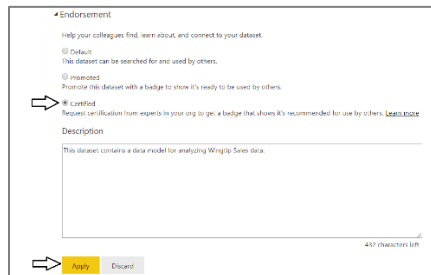 Endorsement
Help your colleagues find, learn about, and connect to your dataset.
Default
This dataset can be searched for and used by others.
Promoted
Promote this dataset with a badge to show it's ready to be used by others.
Certified
Request certification from experts in your org to get a badge that shows it's recommended for use by others. Learn more
Description
This dataset contains a data model for analyzing Wingtip Sales data.
432 characters left
Apply Discard